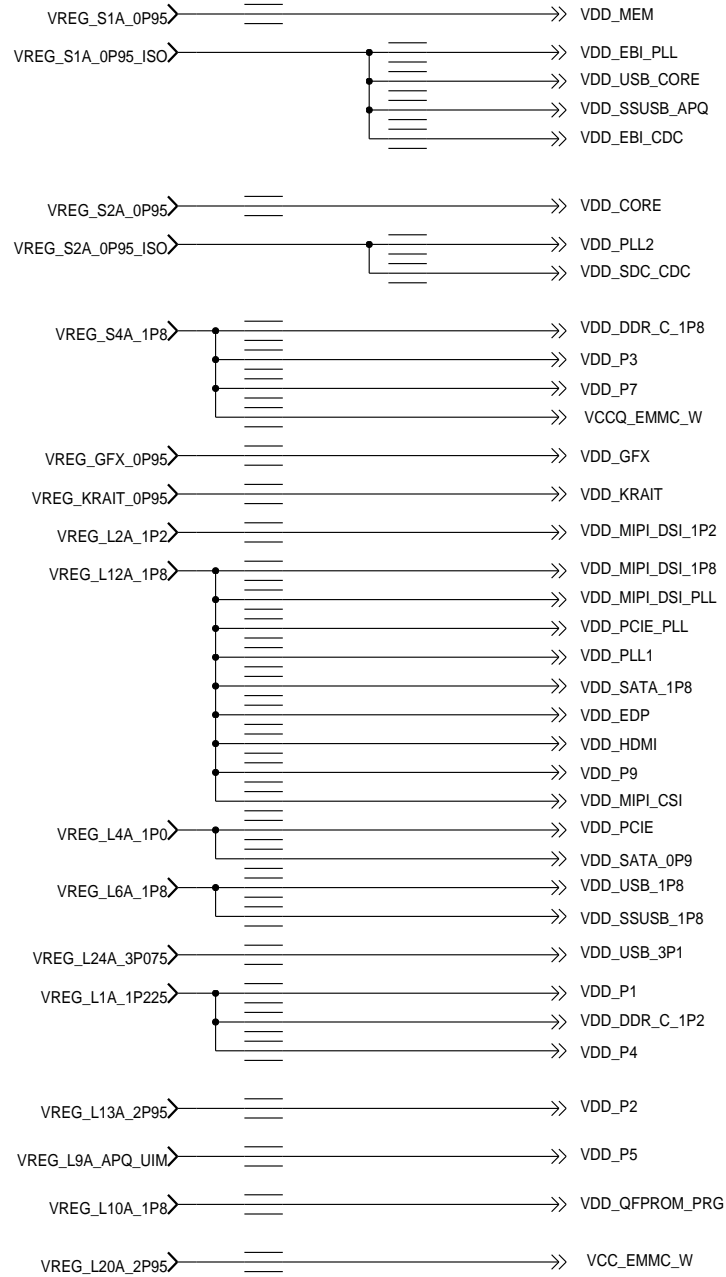 VREG_S1A_0P95 VDD_MEM
VREG_S1A_0P95_ISO VDD_EBI_PLL
VDD_USB_CORE
VDD_SSUSB_APQ
VDD_EBI_CDC
VREG_S2A_0P95 VDD_CORE
VREG_S2A_0P95_ISO VDD_PLL2
VDD_SDC_CDC
VREG_S4A_1P8 VDD_DDR_C_1P8
VDD_P3
VDD_P7
VCCQ_EMMC_W
VREG_GFX_0P95 VDD_GFX
VREG_KRAIT_0P95 VDD_KRAIT
VREG_L2A_1P2 VDD_MIPI_DSI_1P2
VREG_L12A_1P8 VDD_MIPI_DSI_1P8
VDD_MIPI_DSI_PLL
VDD_PCIE_PLL
VDD_PLL1
VDD_SATA_1P8
VDD_EDP
VDD_HDMI
VDD_P9
VDD_MIPI_CSI
VREG_L4A_1P0 VDD_PCIE
VDD_SATA_0P9
VREG_L6A_1P8 VDD_USB_1P8
VDD_SSUSB_1P8
VREG_L24A_3P075 VDD_USB_3P1
VREG_L1A_1P225 VDD_P1
VDD_DDR_C_1P2
VDD_P4
VREG_L13A_2P95 VDD_P2
VREG_L9A_APQ_UIM VDD_P5
VREG_L10A_1P8 VDD_QFPROM_PRG
VREG_L20A_2P95 VCC_EMMC_W